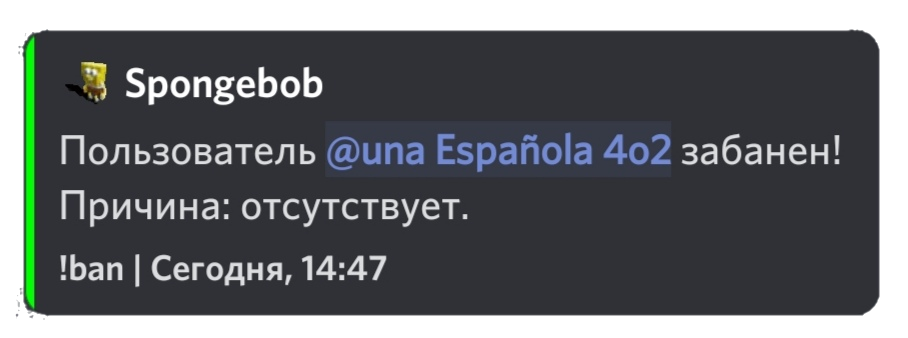 Spongebob
Пользователь @una Española 4o2 забанен!
Причина: отсутствует.
!ban | Сегодня, 14:47